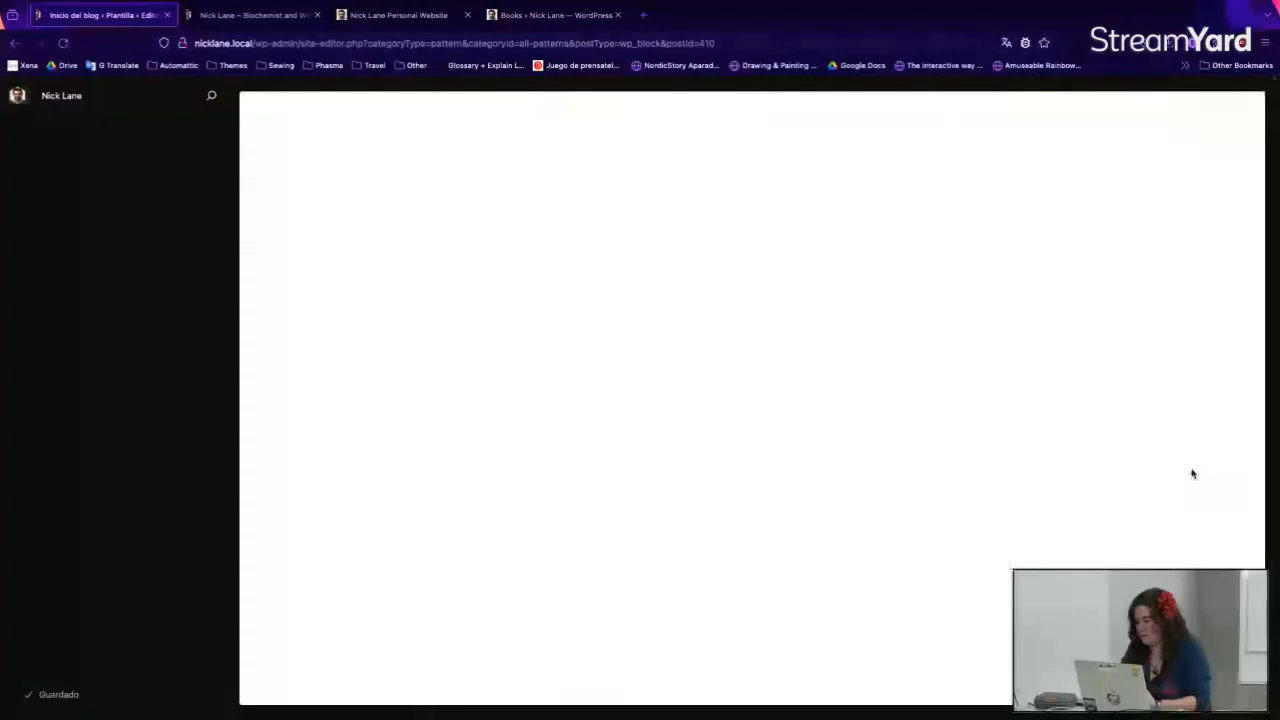 Inicio del blog ‹ Plantilla ‹ Edit
Nick Lane – Biochemist and W
Nick Lane Personal Website
Books ‹ Nick Lane — WordPress
nicklane.local/wp-admin/site-editor.php?categoryType=pattern&categoryId=all-patterns&postType=wp_block&postId=410
StreamYard
Xena
Drive
G Translate
Automattic
Themes
Sewing
Phasma
Travel
Other
Glossary + Explain L...
Juego de prensatel...
NordicStory Aparad...
Drawing & Painting ...
Google Docs
The interactive way ...
Amuseable Rainbow...
Other Bookmarks
Nick Lane
Guardado